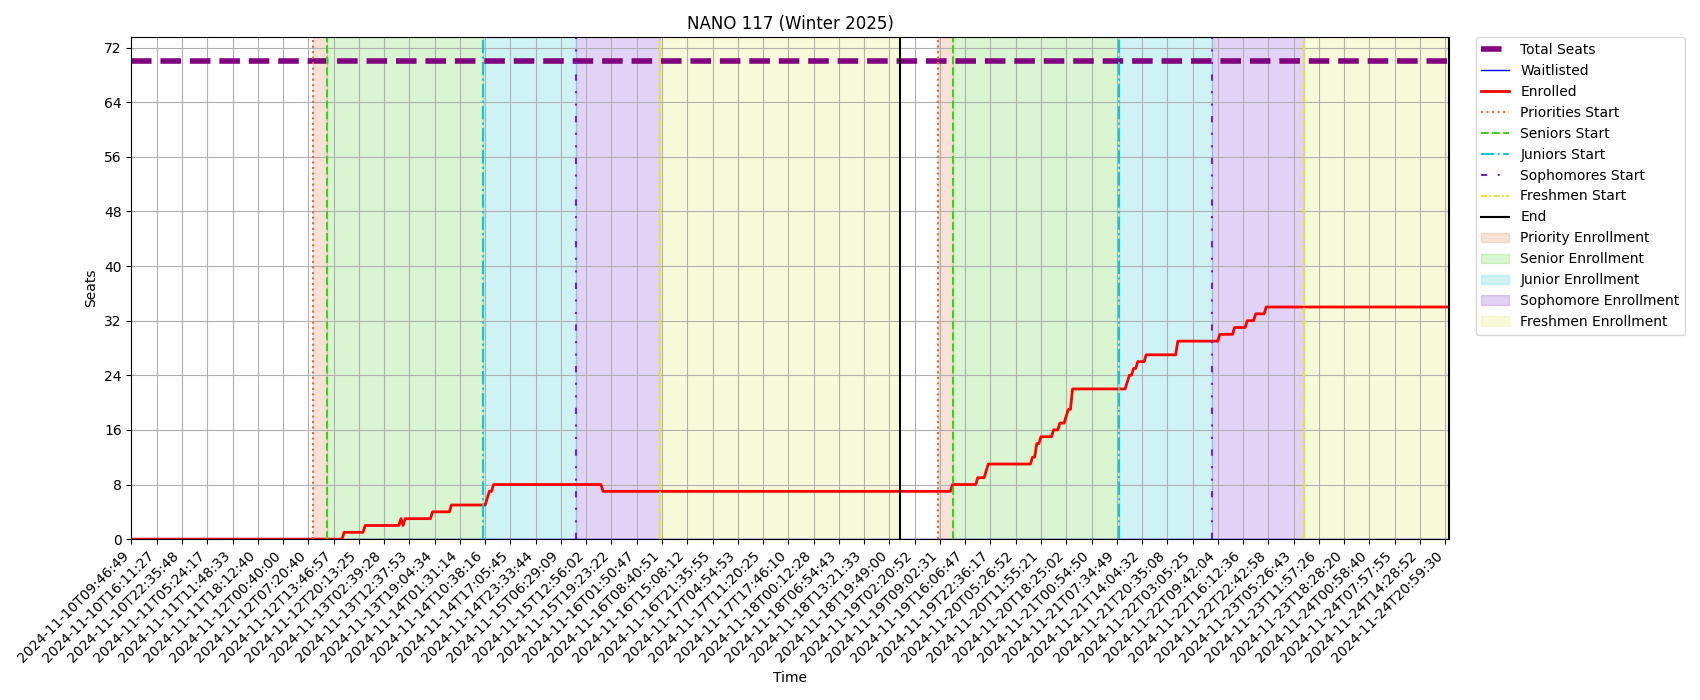 NANO 117 (Winter 2025)
72
64
56
48
40
32
24
16
8
0
Seats
2024-11-10T09:46:49
2024-11-10T16:11:27
2024-11-10T22:35:48
2024-11-11T05:24:17
2024-11-11T11:48:33
2024-11-11T18:12:40
2024-11-12T00:40:00
2024-11-12T07:20:40
2024-11-12T13:46:57
2024-11-12T20:13:25
2024-11-13T02:39:28
2024-11-13T12:37:53
2024-11-13T19:04:34
2024-11-14T01:31:14
2024-11-14T10:38:16
2024-11-14T17:05:45
2024-11-14T23:33:44
2024-11-15T06:29:09
2024-11-15T12:56:02
2024-11-15T19:23:22
2024-11-16T01:50:47
2024-11-16T08:40:51
2024-11-16T15:08:12
2024-11-16T21:35:55
2024-11-17T04:54:53
2024-11-17T11:20:25
2024-11-17T17:46:10
2024-11-18T00:12:28
2024-11-18T06:54:43
2024-11-18T13:21:33
2024-11-18T19:49:00
2024-11-19T02:20:52
2024-11-19T09:02:31
2024-11-19T16:06:47
2024-11-19T22:36:17
2024-11-20T05:26:52
2024-11-20T11:55:21
2024-11-20T18:25:02
2024-11-21T00:54:50
2024-11-21T07:34:49
2024-11-21T14:04:32
2024-11-21T20:35:08
2024-11-22T03:05:25
2024-11-22T09:42:04
2024-11-22T16:12:36
2024-11-22T22:42:58
2024-11-23T05:26:43
2024-11-23T11:57:26
2024-11-23T18:28:20
2024-11-24T00:58:40
2024-11-24T07:57:55
2024-11-24T14:28:52
2024-11-24T20:59:30
Time
Total Seats
Waitlisted
Enrolled
Priorities Start
Seniors Start
Juniors Start
Sophomores Start
Freshmen Start
End
Priority Enrollment
Senior Enrollment
Junior Enrollment
Sophomore Enrollment
Freshmen Enrollment